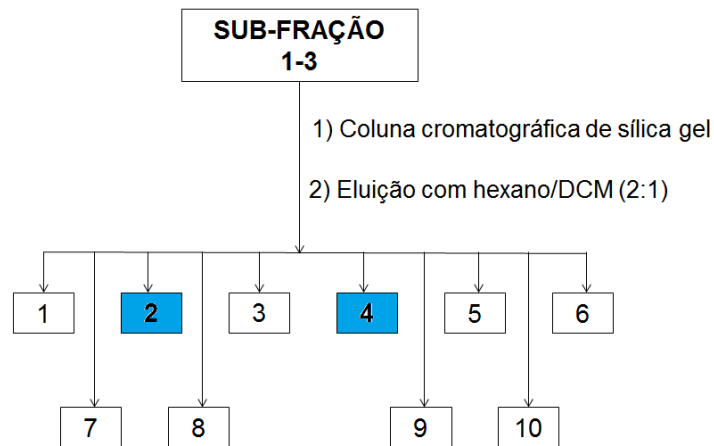 SUB-FRAÇÃO
1-3
1) Coluna cromatográfica de sílica gel
2) Eluição com hexano/DCM (2:1)
1 2 3 4 5 6
7 8 9 10